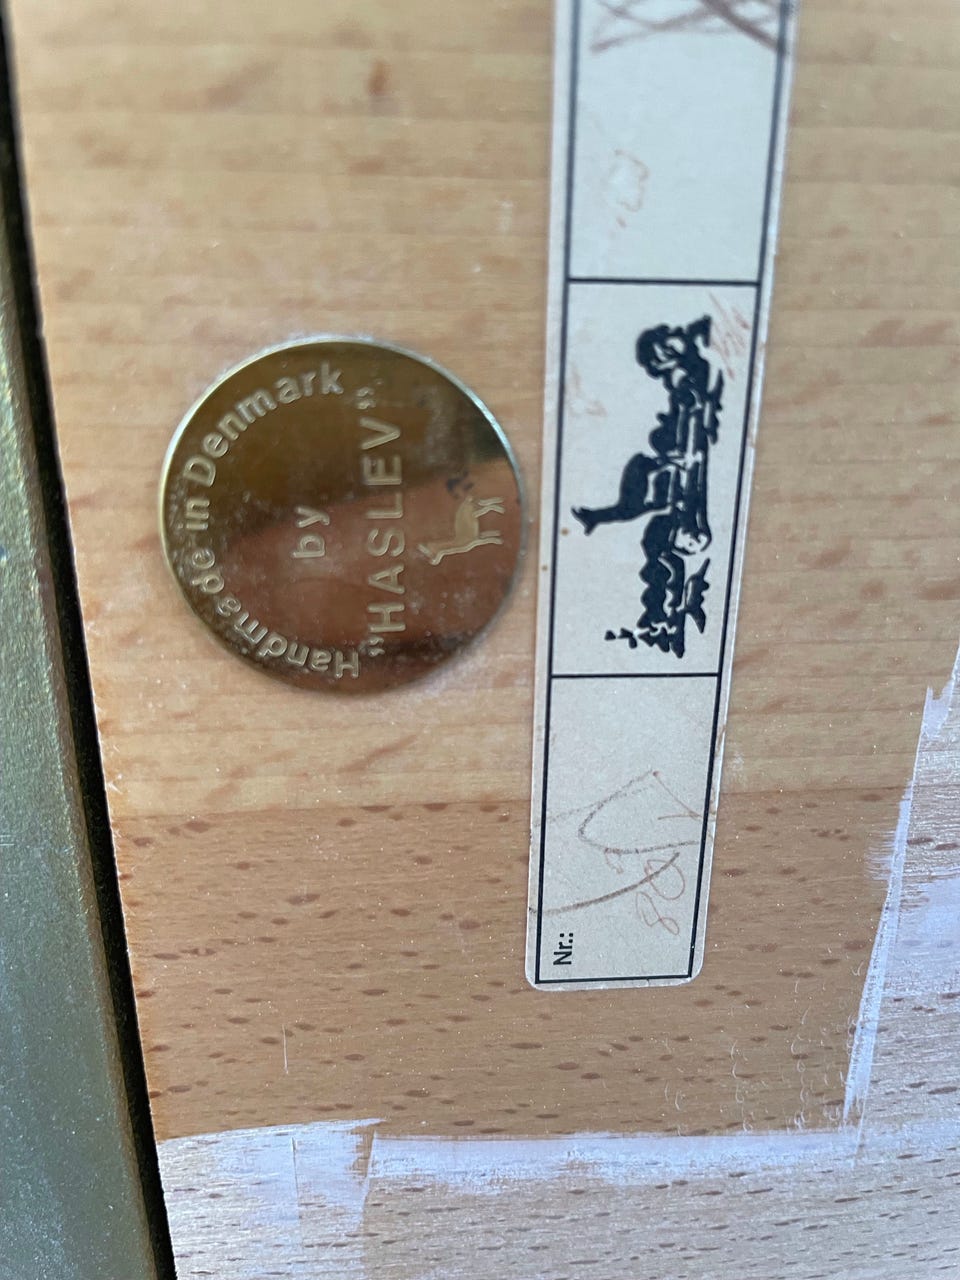 Handmade in Denmark
by
"HASLEV"
Nr.: